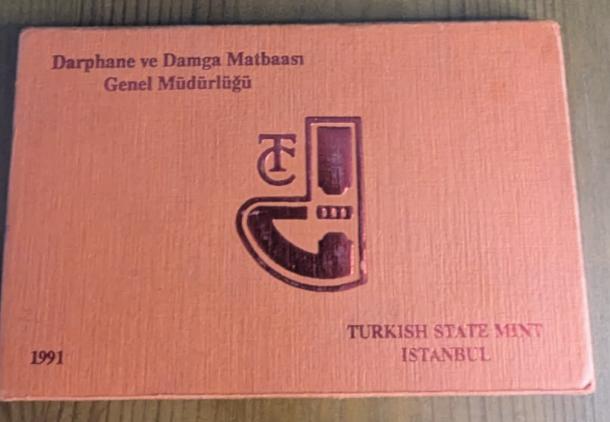 Darphane ve Damga Matbaası
Genel Müdürlüğü
TC
1991
TURKISH STATE MINT
ISTANBUL